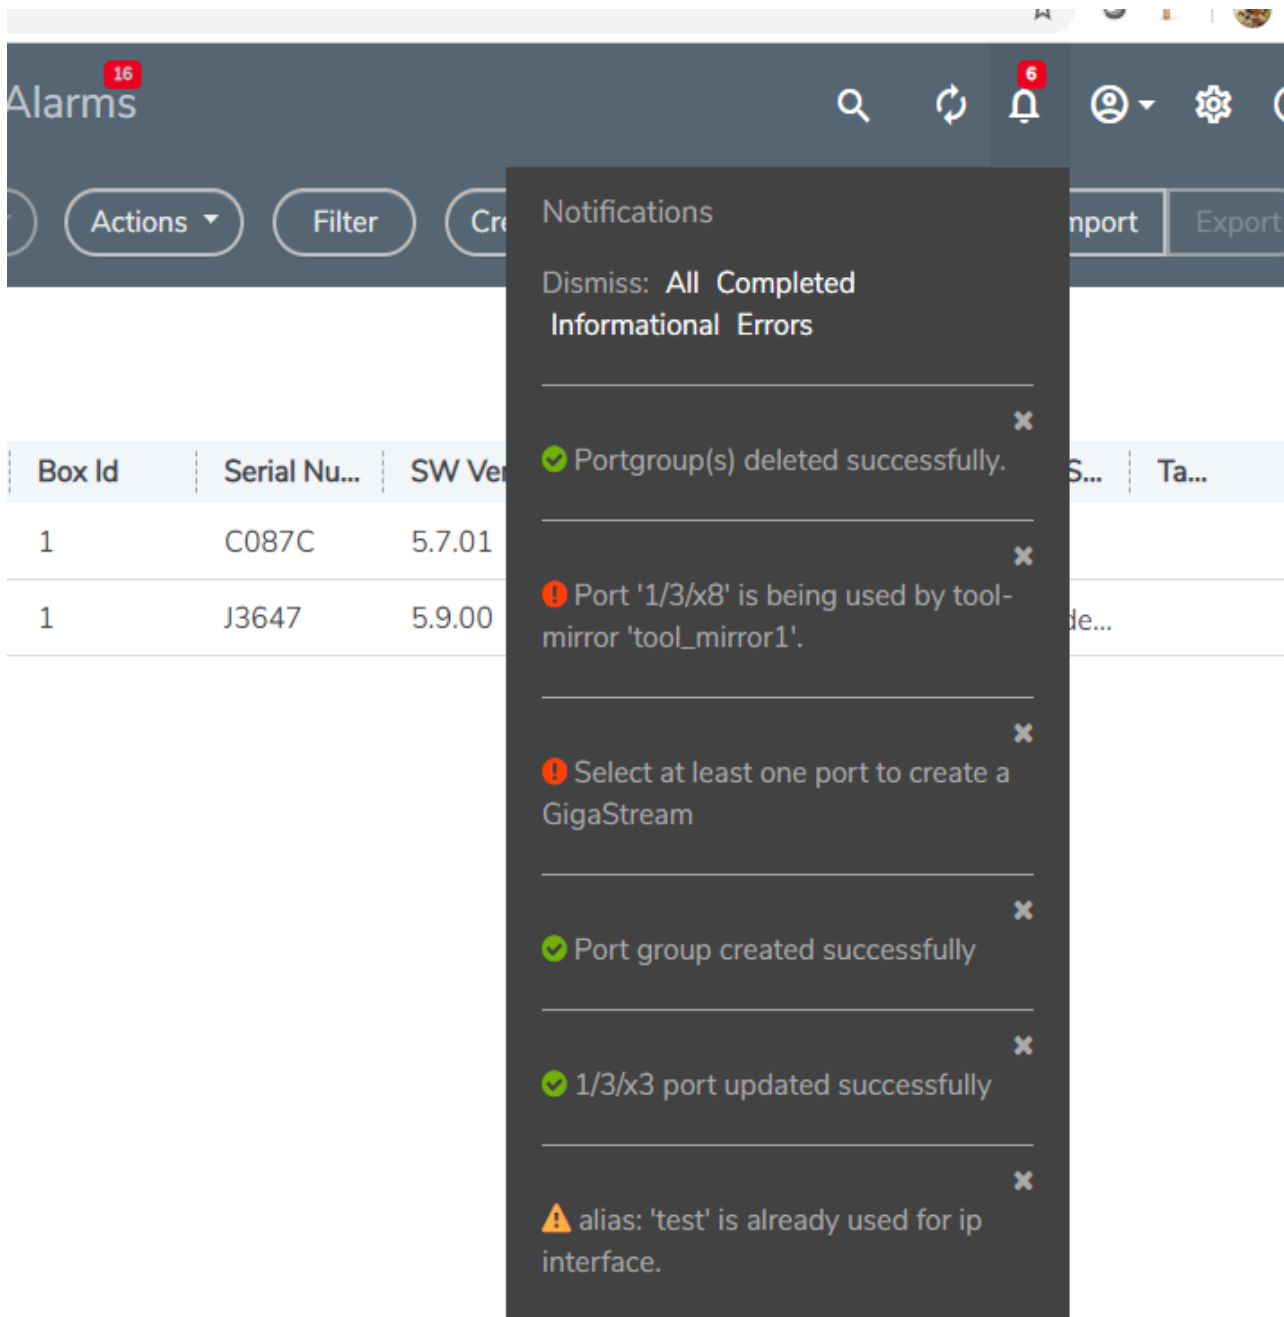 Alarms
16
6
Actions
Filter
Cre
mport
Export
Notifications
Dismiss: All Completed
Informational Errors
Portgroup(s) deleted successfully.
Port '1/3/x8' is being used by tool-
mirror 'tool_mirror1'.
Select at least one port to create a
GigaStream
Port group created successfully
1/3/x3 port updated successfully
alias: 'test' is already used for ip
interface.
Box Id Serial Nu... SW Ver S... Ta...
1 C087C 5.7.01
1 J3647 5.9.00 de...